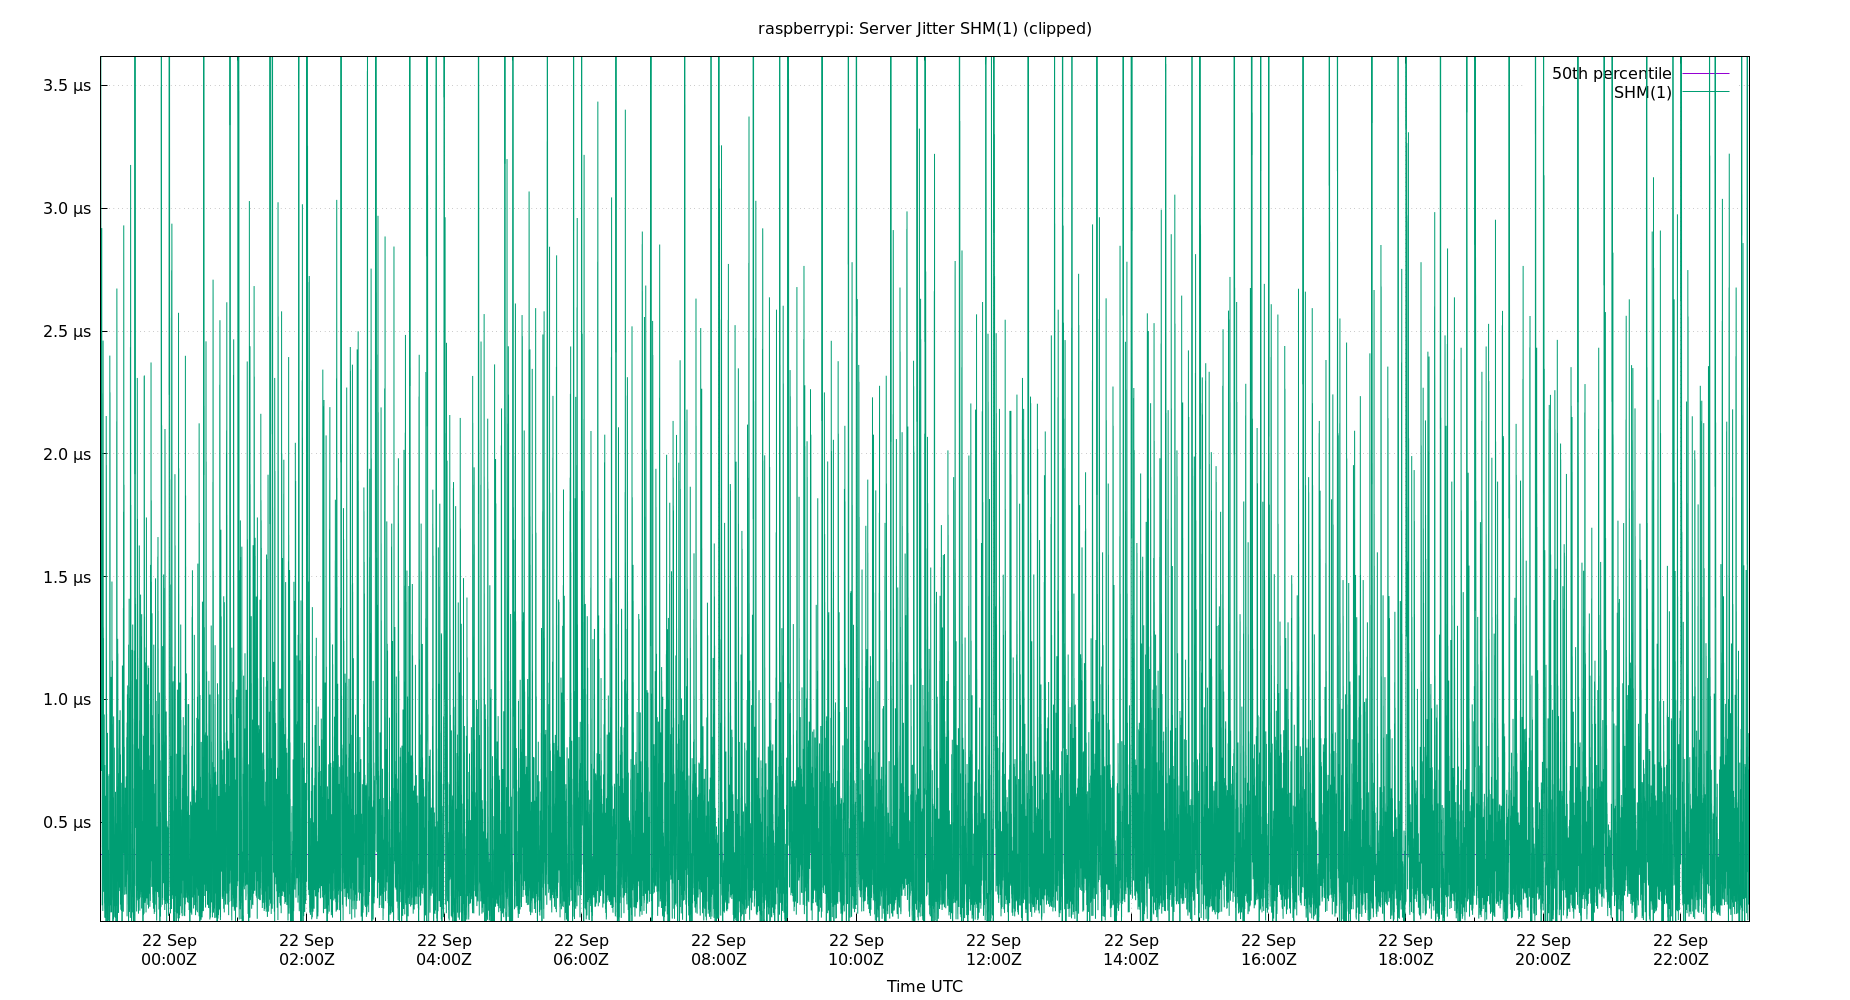 raspberrypi: Server Jitter SHM(1) (clipped)
50th percentile
SHM(1)
3.5 µs
3.0 µs
2.5 µs
2.0 µs
1.5 µs
1.0 µs
0.5 µs
22 Sep 22 Sep 22 Sep 22 Sep 22 Sep 22 Sep 22 Sep 22 Sep 22 Sep 22 Sep 22 Sep 22 Sep
00:00Z 02:00Z 04:00Z 06:00Z 08:00Z 10:00Z 12:00Z 14:00Z 16:00Z 18:00Z 20:00Z 22:00Z
Time UTC